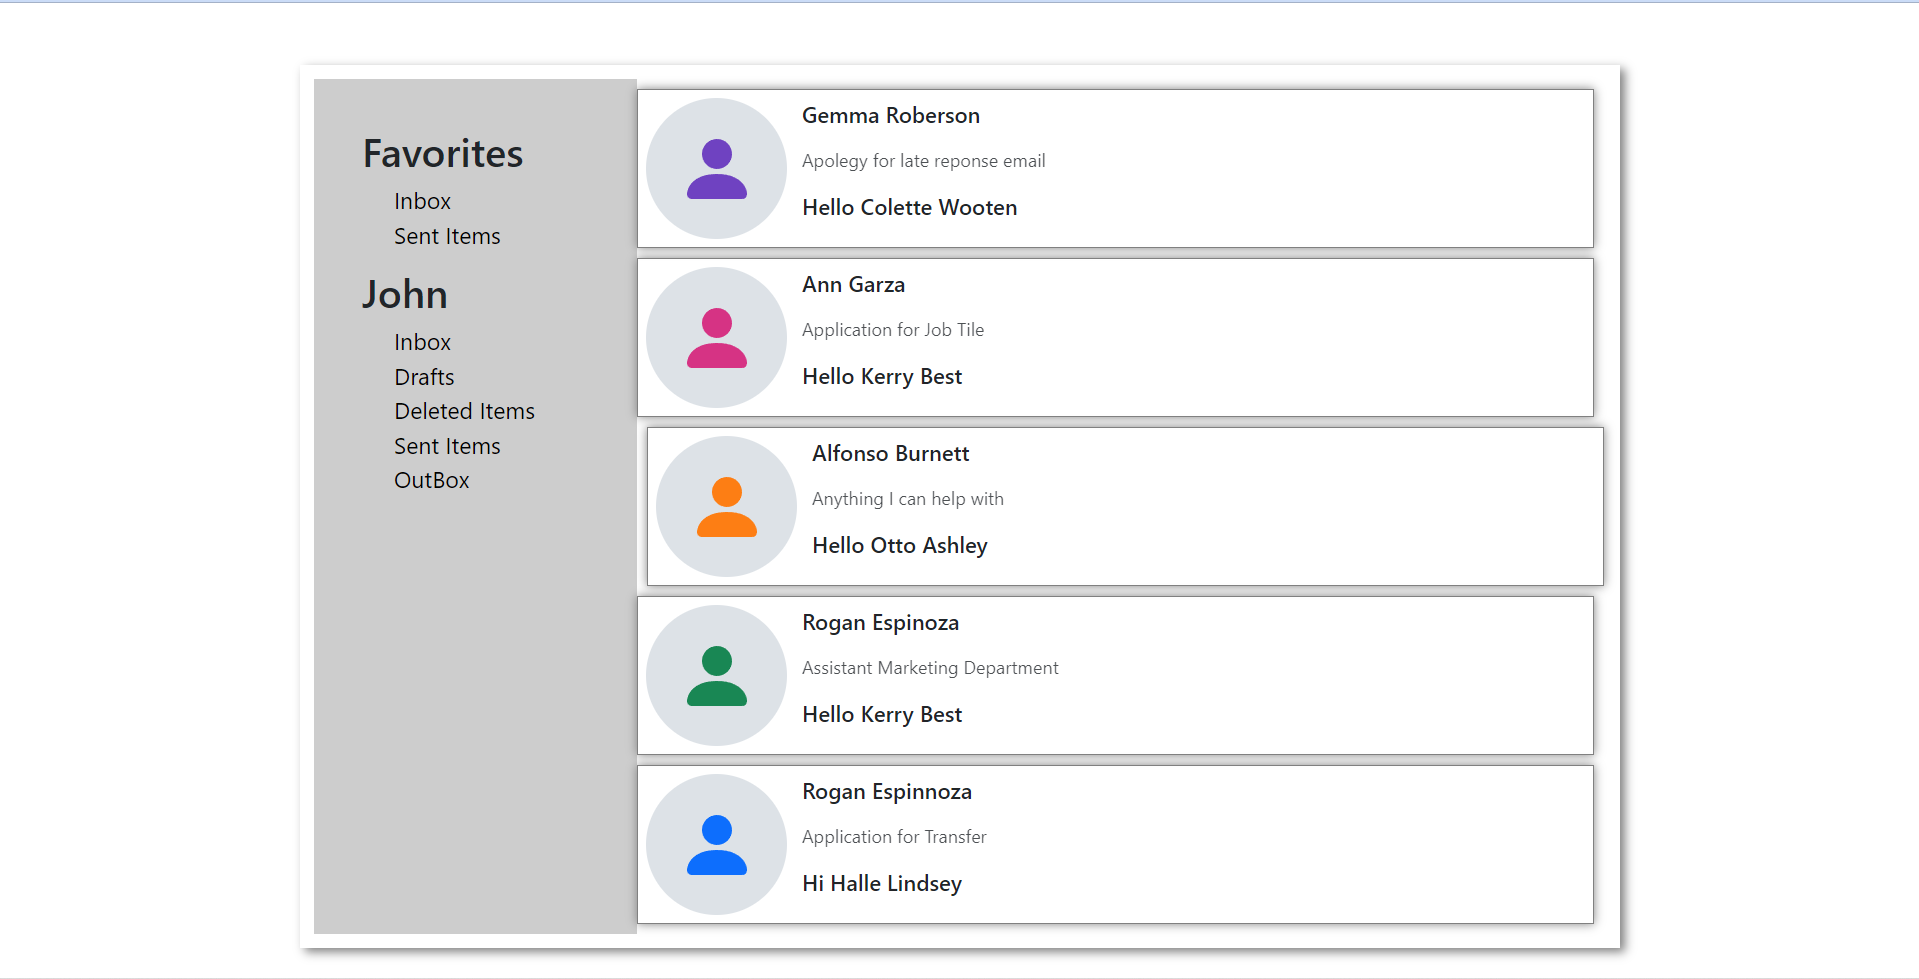 Favorites
Inbox
Sent Items
John
Inbox
Drafts
Deleted Items
Sent Items
OutBox
Gemma Roberson
Apolegy for late reponse email
Hello Colette Wooten
Ann Garza
Application for Job Tile
Hello Kerry Best
Alfonso Burnett
Anything I can help with
Hello Otto Ashley
Rogan Espinoza
Assistant Marketing Department
Hello Kerry Best
Rogan Espinnoza
Application for Transfer
Hi Halle Lindsey